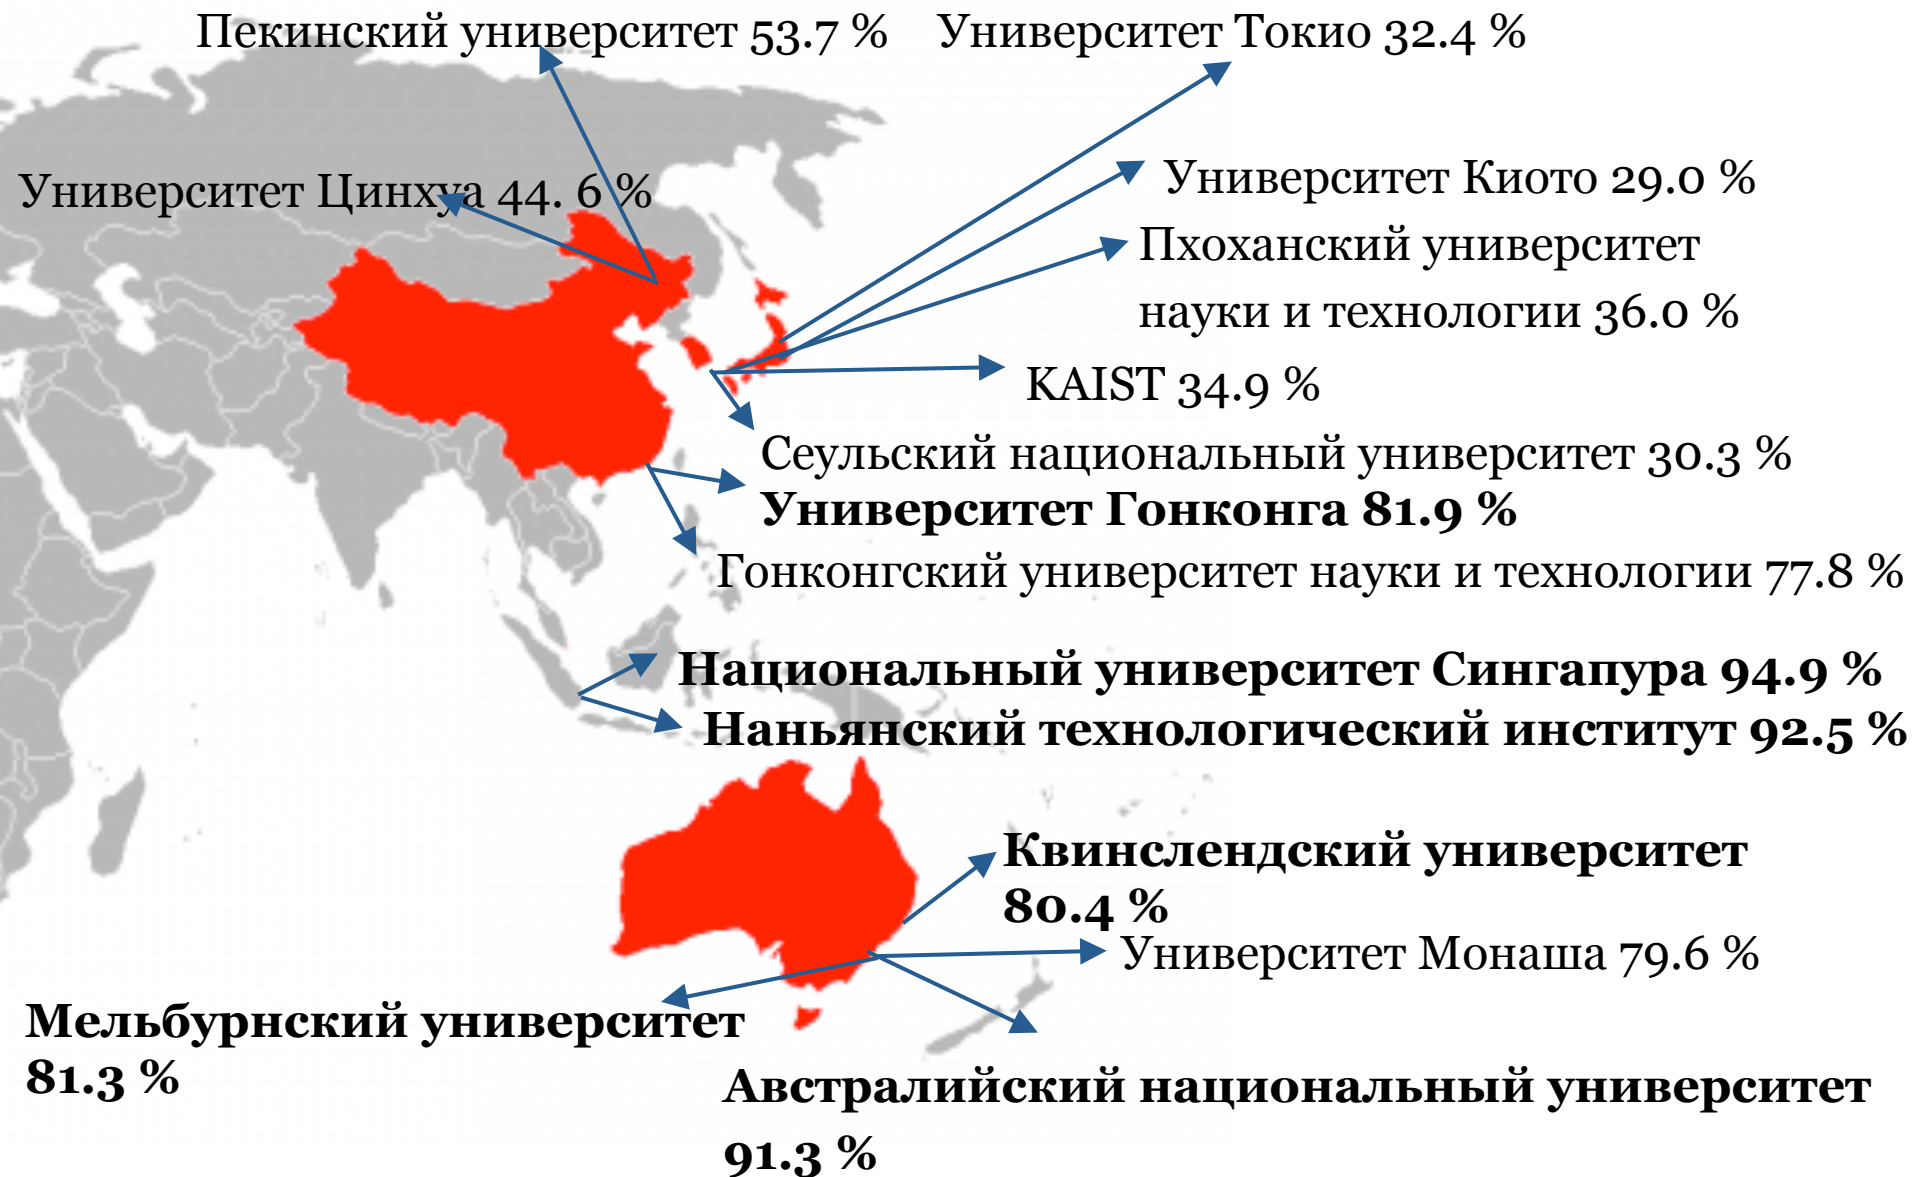 Пекинский университет 53.7 %
Университет Токио 32.4 %
Университет Киото 29.0 %
Университет Цинхуа 44. 6 %
Пхоханский университет
науки и технологии 36.0 %
KAIST 34.9 %
Сеульский национальный университет 30.3 %
Университет Гонконга 81.9 %
Гонконгский университет науки и технологии 77.8 %
Национальный университет Сингапура 94.9 %
Наньянский технологический институт 92.5 %
Квинслендский университет
80.4 %
Университет Монаша 79.6 %
Мельбурнский университет
81.3 %
Австралийский национальный университет
91.3 %